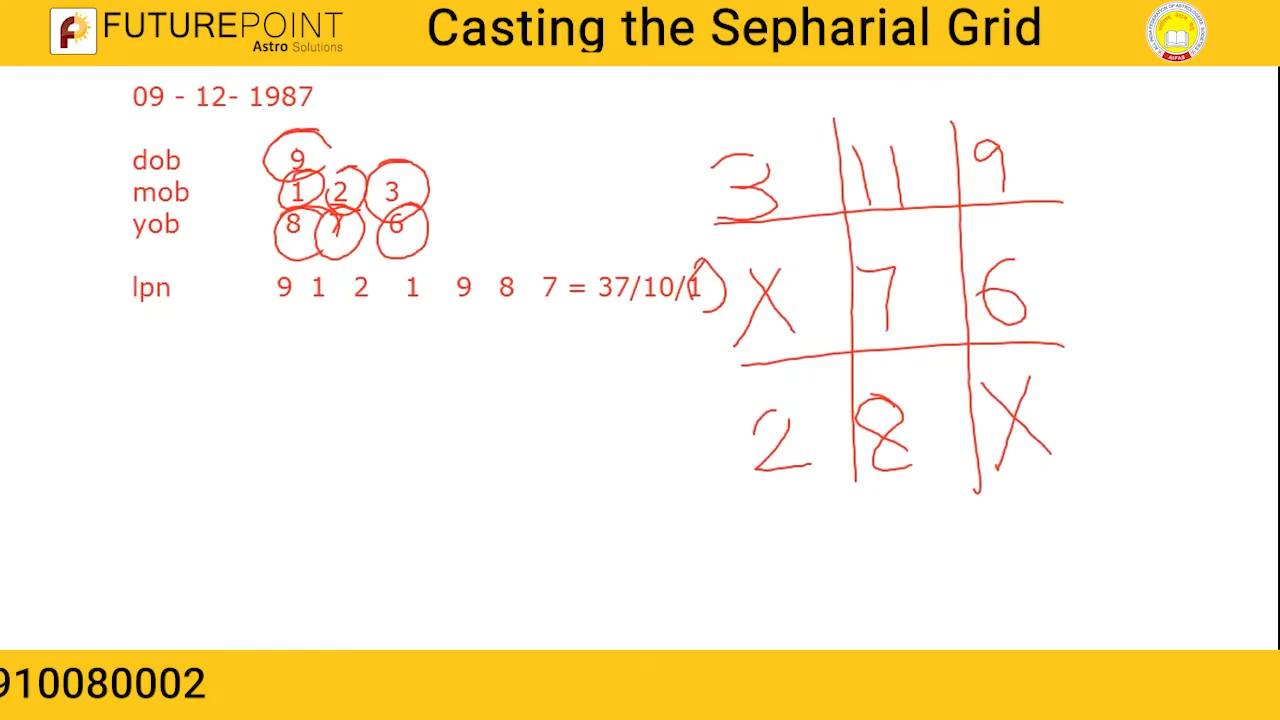 FUTUREPOINT
Astro Solutions
Casting the Sepharial Grid
09 - 12- 1987
dob 9
mob 1 2 3
yob 8 7 6
lpn 9 1 2 1 9 8 7 = 37/10/1
3 11 9
X 7 6
2 8 X
910080002